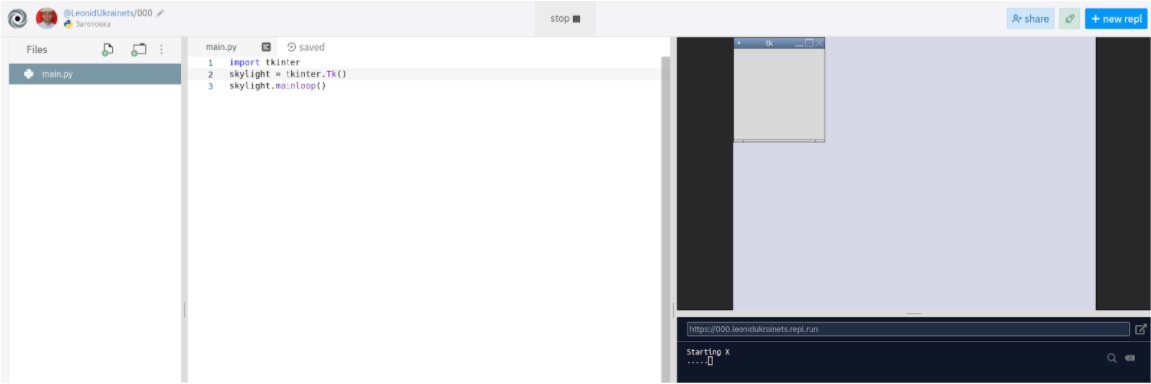 @LeonidUkrainets/000
Заготовка
stop
share
+ new repl
Files
main.py
main.py
saved
1 import tkinter
2 skylight = tkinter.Tk()
3 skylight.mainloop()
tk
https://000.leonidukrainets.repl.run
Starting X
.....